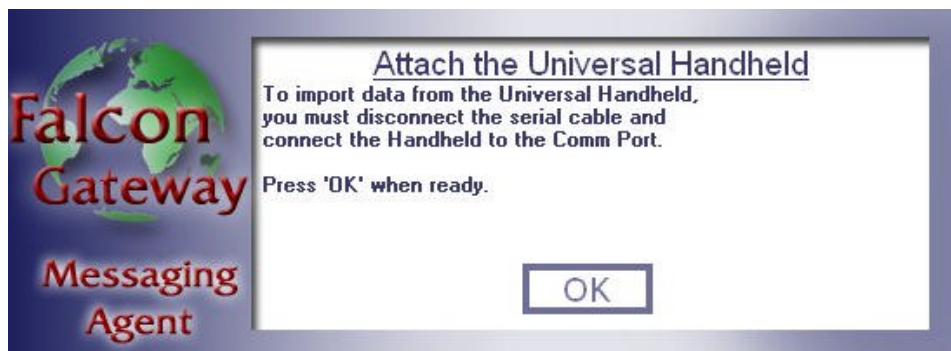 Falcon
Gateway
Messaging
Agent
Attach the Universal Handheld
To import data from the Universal Handheld,
you must disconnect the serial cable and
connect the Handheld to the Comm Port.
Press 'OK' when ready.
OK